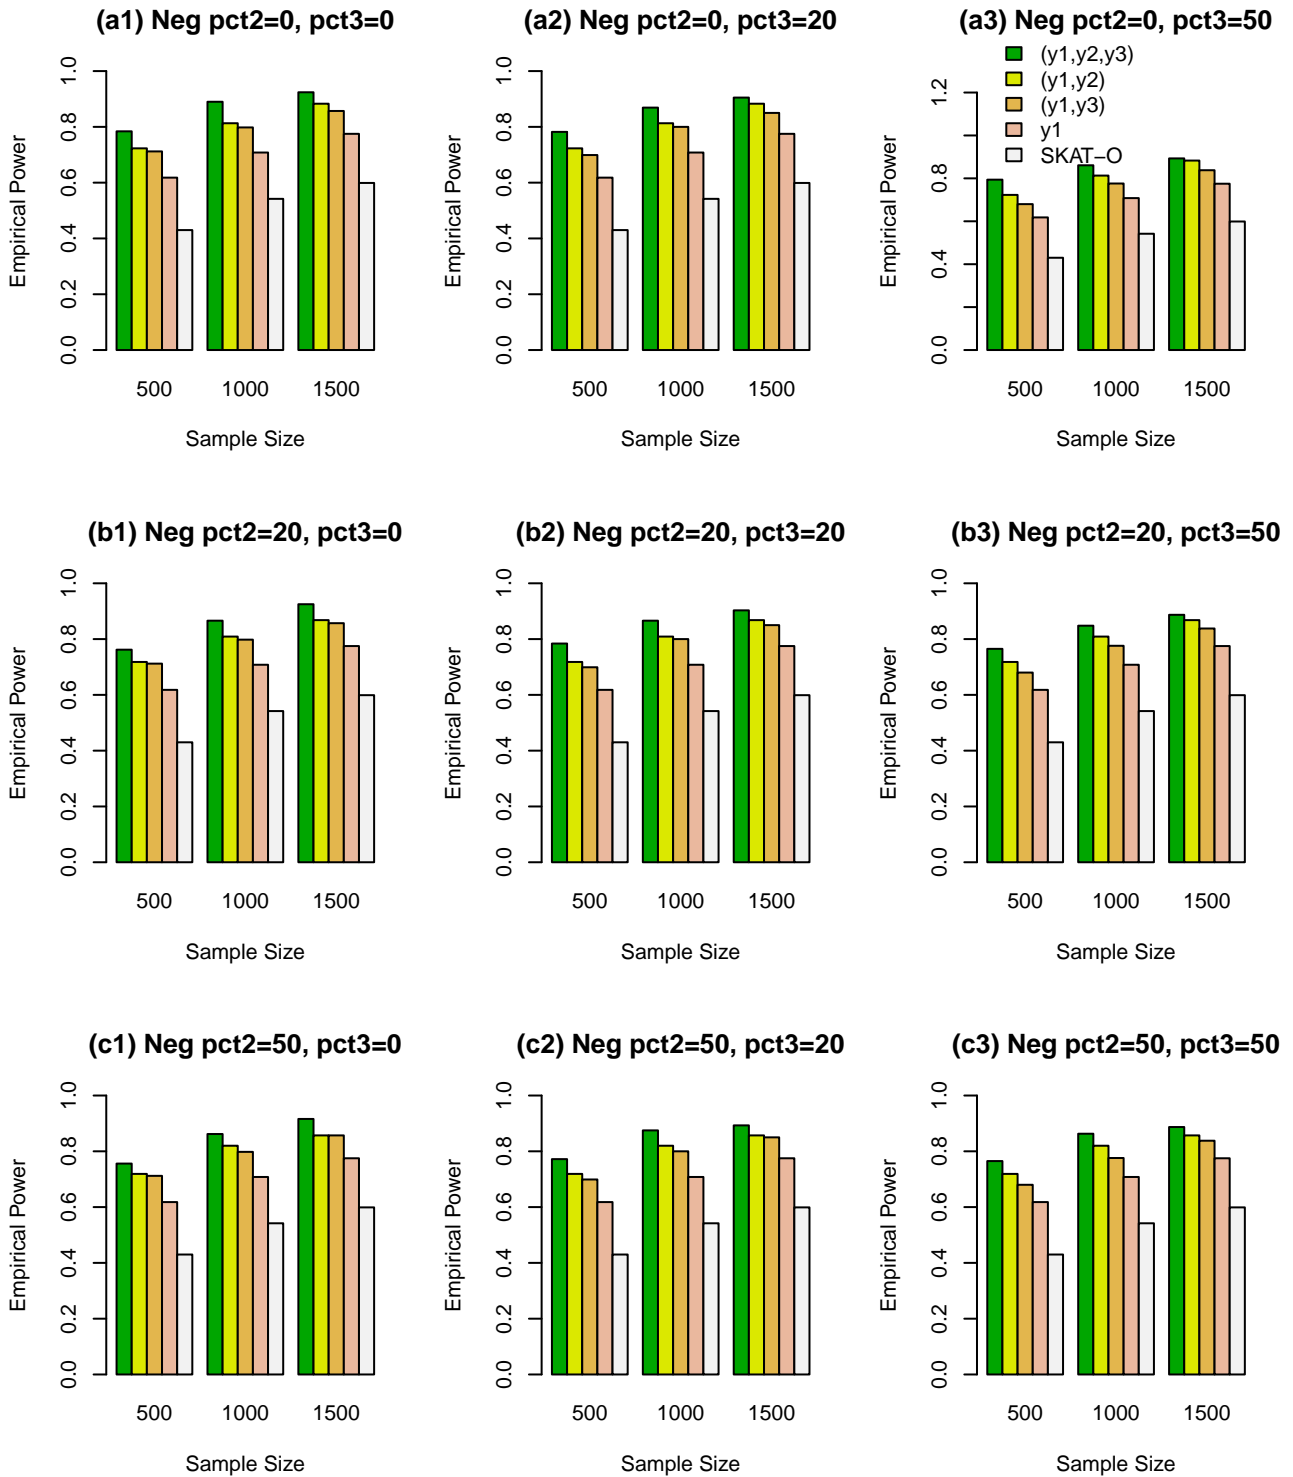 (a1) Neg pct2=0, pct3=0
(a2) Neg pct2=0, pct3=20
(a3) Neg pct2=0, pct3=50
Empirical Power
0.0 0.2 0.4 0.6 0.8 1.0
500 1000 1500
Sample Size
Empirical Power
0.0 0.2 0.4 0.6 0.8 1.0
500 1000 1500
Sample Size
Empirical Power
0.0 0.4 0.8 1.2
(y1,y2,y3)
(y1,y2)
(y1,y3)
y1
SKAT−O
500 1000 1500
Sample Size
(b1) Neg pct2=20, pct3=0
(b2) Neg pct2=20, pct3=20
(b3) Neg pct2=20, pct3=50
Empirical Power
0.0 0.2 0.4 0.6 0.8 1.0
500 1000 1500
Sample Size
Empirical Power
0.0 0.2 0.4 0.6 0.8 1.0
500 1000 1500
Sample Size
Empirical Power
0.0 0.2 0.4 0.6 0.8 1.0
500 1000 1500
Sample Size
(c1) Neg pct2=50, pct3=0
(c2) Neg pct2=50, pct3=20
(c3) Neg pct2=50, pct3=50
Empirical Power
0.0 0.2 0.4 0.6 0.8 1.0
500 1000 1500
Sample Size
Empirical Power
0.0 0.2 0.4 0.6 0.8 1.0
500 1000 1500
Sample Size
Empirical Power
0.0 0.2 0.4 0.6 0.8 1.0
500 1000 1500
Sample Size